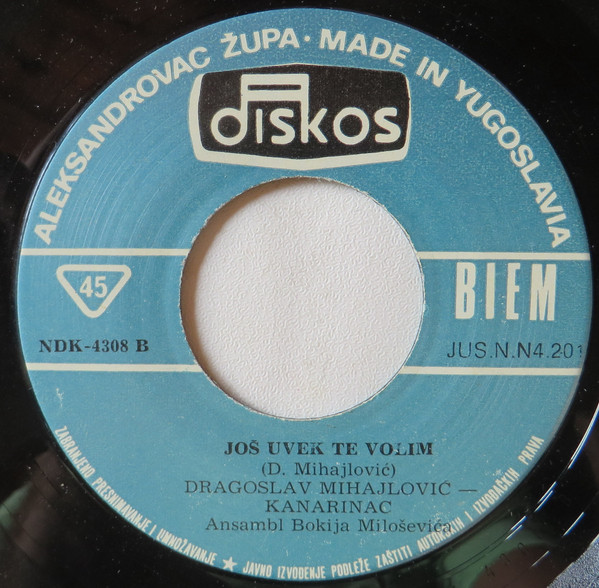 ALEKSANDROVAC ŽUPA · MADE IN YUGOSLAVIA
diskos
45
BIEM
NDK-4308 B
JUS.N.N4.201
JOŠ UVEK TE VOLIM
(D. Mihajlović)
DRAGOSLAV MIHAJLOVIĆ —
KANARINAC
Ansambl Bokija Miloševića
ZABRANJENO PRESNIMAVANJE I UMNOŽAVANJE ★ JAVNO IZVOĐENJE PODLEŽE ZAŠTITI AUTORSKIH I IZVOĐAČKIH PRAVA